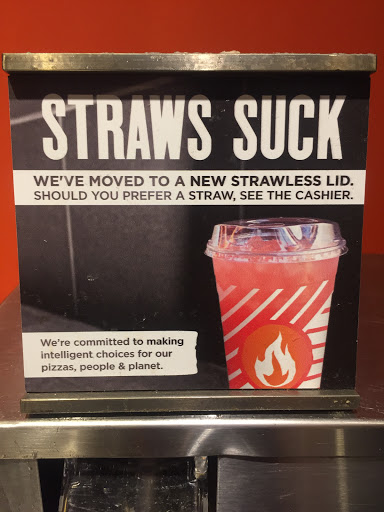 STRAWS SUCK
WE'VE MOVED TO A NEW STRAWLESS LID.
SHOULD YOU PREFER A STRAW, SEE THE CASHIER.
We're committed to making
intelligent choices for our
pizzas, people & planet.